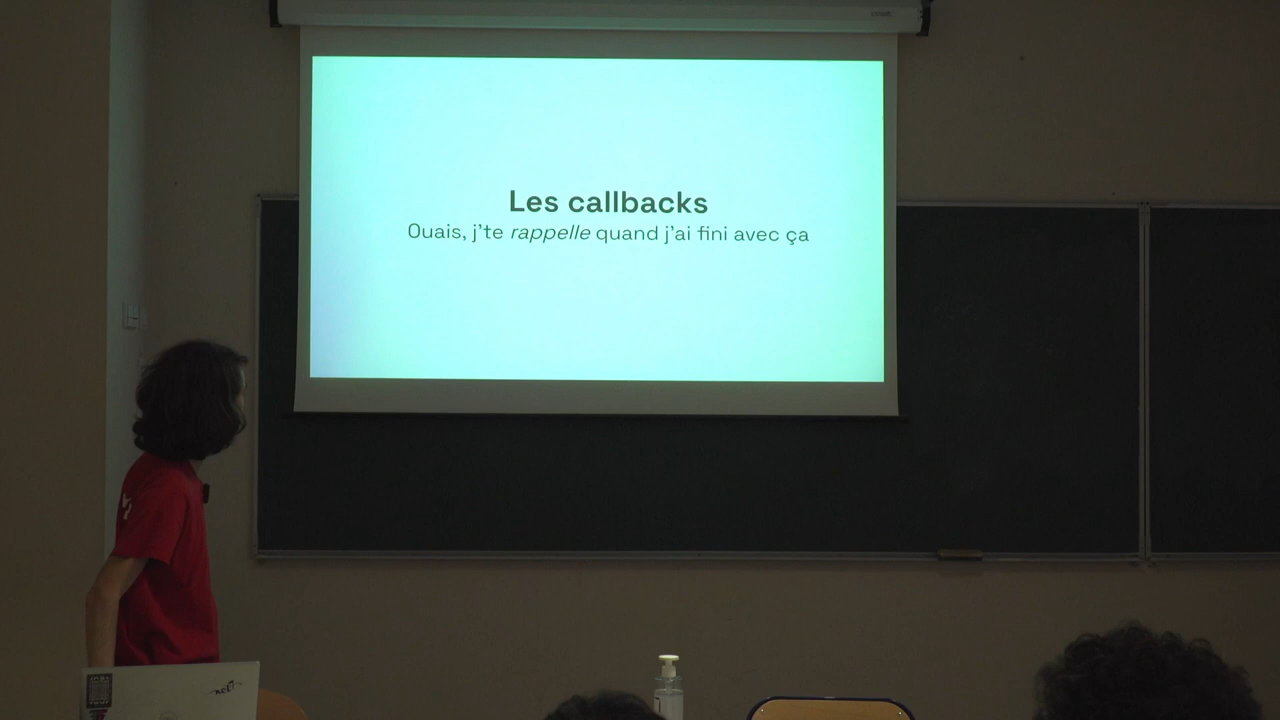 Les callbacks
Ouais, j'te rappelle quand j'ai fini avec ça